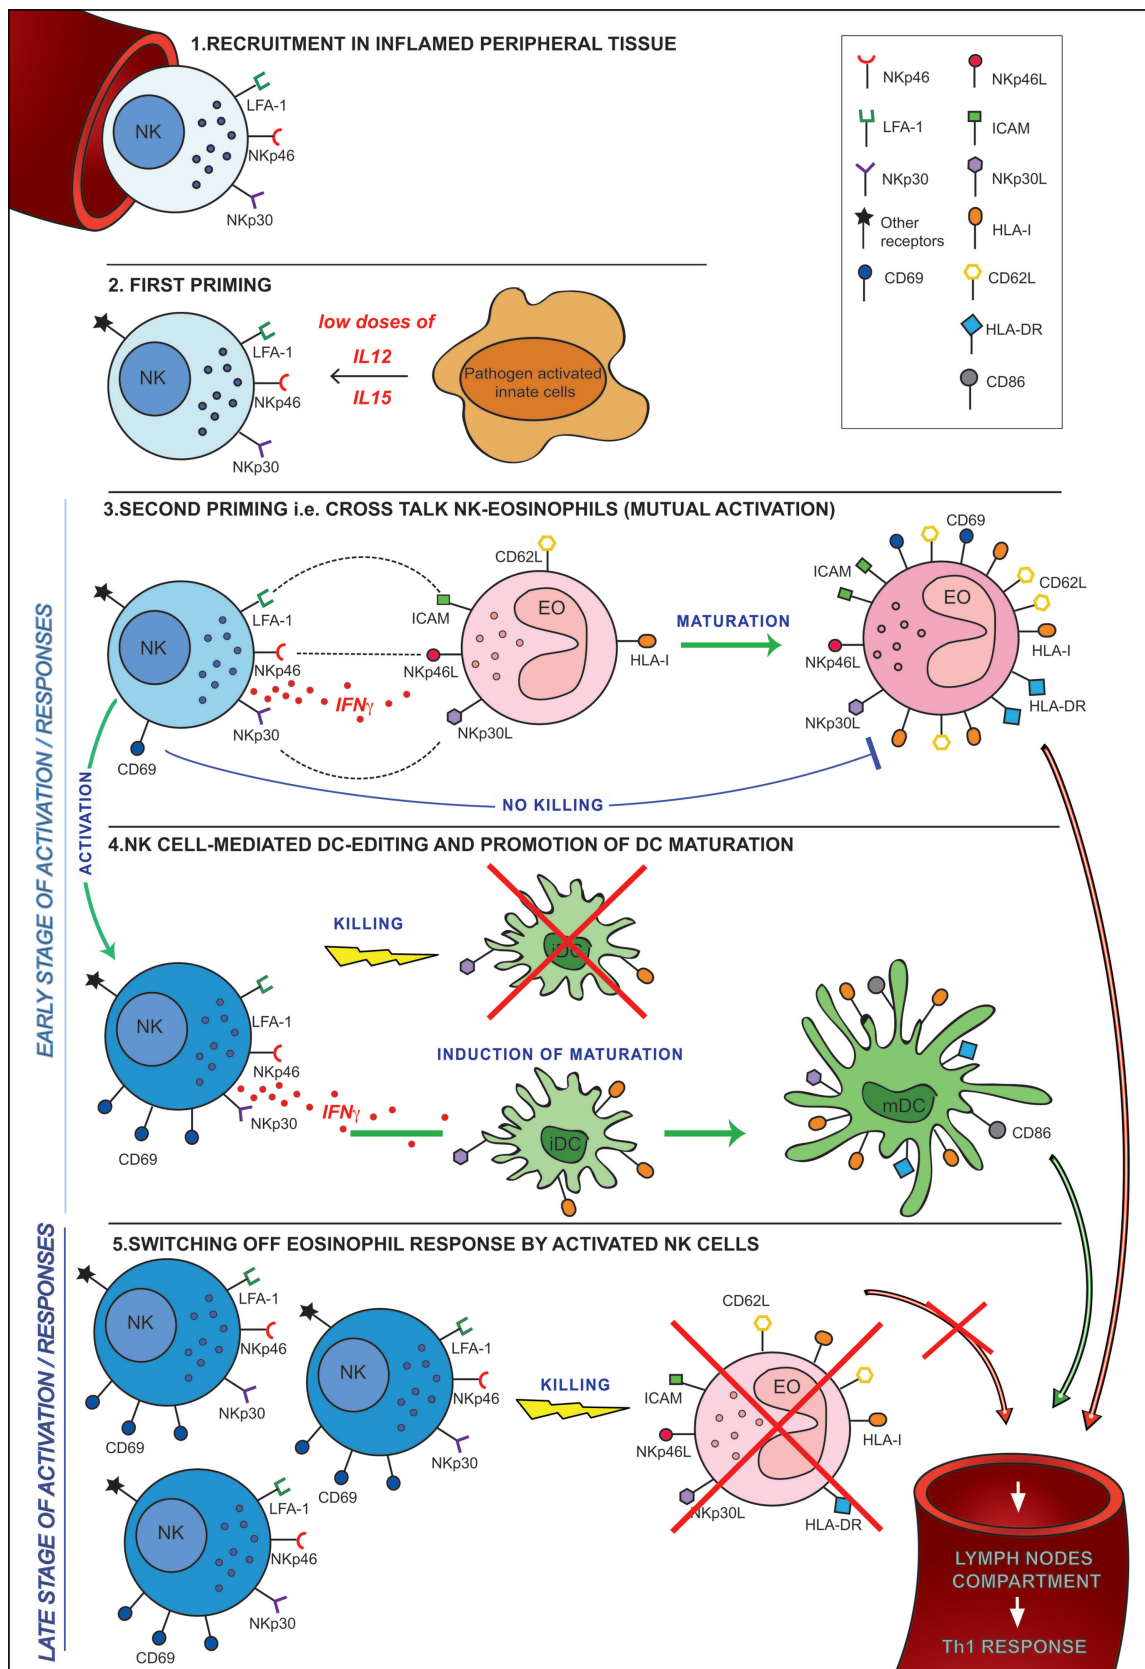 1.RECRUITMENT IN INFLAMED PERIPHERAL TISSUE
NK
LFA-1
NKp46
NKp30
NKp46
NKp46L
LFA-1
ICAM
NKp30
NKp30L
Other
receptors
HLA-I
CD69
CD62L
HLA-DR
CD86
2. FIRST PRIMING
NK
LFA-1
NKp46
NKp30
low doses of
IL12
IL15
Pathogen activated
innate cells
EARLY STAGE OF ACTIVATION / RESPONSES
3.SECOND PRIMING i.e. CROSS TALK NK-EOSINOPHILS (MUTUAL ACTIVATION)
NK
LFA-1
NKp46
NKp30
CD69
IFNγ
CD62L
ICAM
NKp46L
NKp30L
EO
HLA-I
MATURATION
CD69
ICAM
CD62L
EO
NKp46L
HLA-I
NKp30L
HLA-DR
NO KILLING
ACTIVATION
4.NK CELL-MEDIATED DC-EDITING AND PROMOTION OF DC MATURATION
KILLING
iDC
NK
LFA-1
NKp46
NKp30
CD69
IFNγ
INDUCTION OF MATURATION
iDC
mDC
CD86
LATE STAGE OF ACTIVATION / RESPONSES
5.SWITCHING OFF EOSINOPHIL RESPONSE BY ACTIVATED NK CELLS
NK
LFA-1
NKp46
NKp30
CD69
NK
LFA-1
NKp46
NKp30
CD69
NK
LFA-1
NKp46
NKp30
CD69
KILLING
CD62L
ICAM
EO
NKp46L
HLA-I
NKp30L
HLA-DR
LYMPH NODES
COMPARTMENT
Th1 RESPONSE